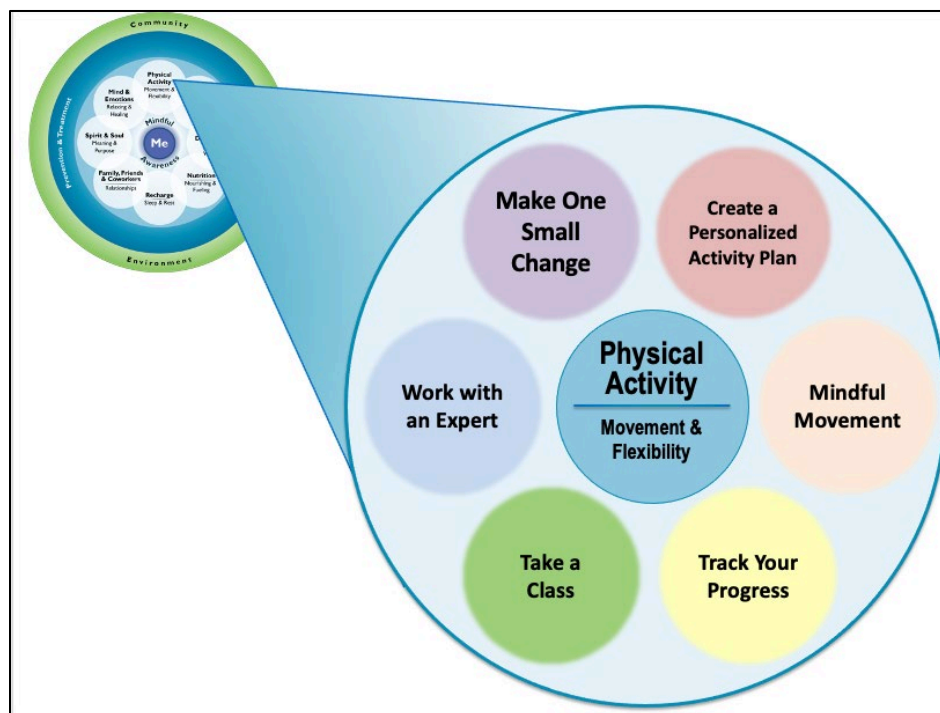 Community
Prevention & Treatment
Physical
Activity
Movement &
Flexibility
Mind &
Emotions
Relaxing &
Healing
Spirit & Soul
Meaning &
Purpose
Mindful
Me
Awareness
Family, Friends
& Coworkers
Relationships
Nutrition
Nourishing &
Fueling
Recharge
Sleep & Rest
Environment
Make One
Small
Change
Create a
Personalized
Activity Plan
Work with
an Expert
Physical
Activity
Movement &
Flexibility
Mindful
Movement
Take a
Class
Track Your
Progress